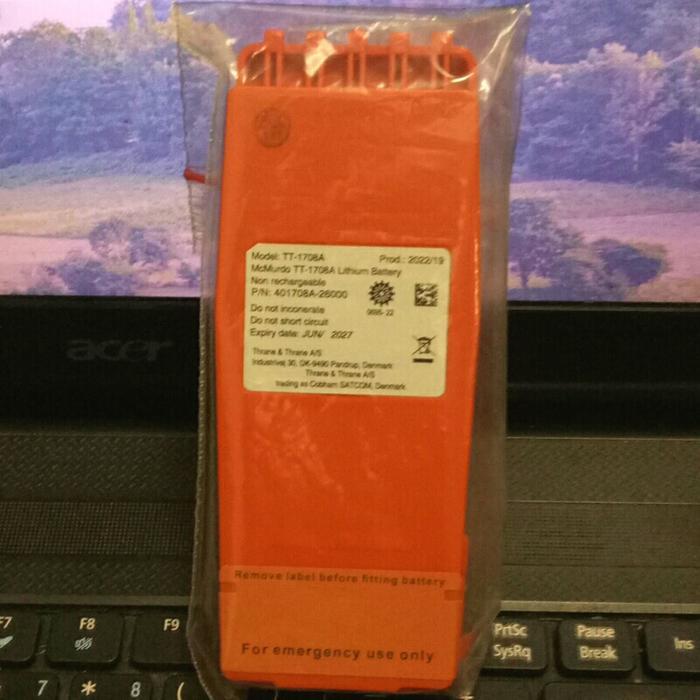 Model: TT-1708A Prod.: 2022/19
McMurdo TT-1708A Lithium Battery
Non rechargeable
P/N: 401708A-26000
Do not incenerate
0695- 22
Do not short circuit
Expiry date: JUN/ 2027
Thrane & Thrane A/S
Industrivej 30, DK-9490 Pandrup, Denmark
Thrane & Thrane A/S
trading as Cobham SATCOM, Denmark
acer
Remove label before fitting battery
For emergency use only
F7
F8
F9
PrtSc
SysRq
Pause
Break
Ins
7
*
8
(